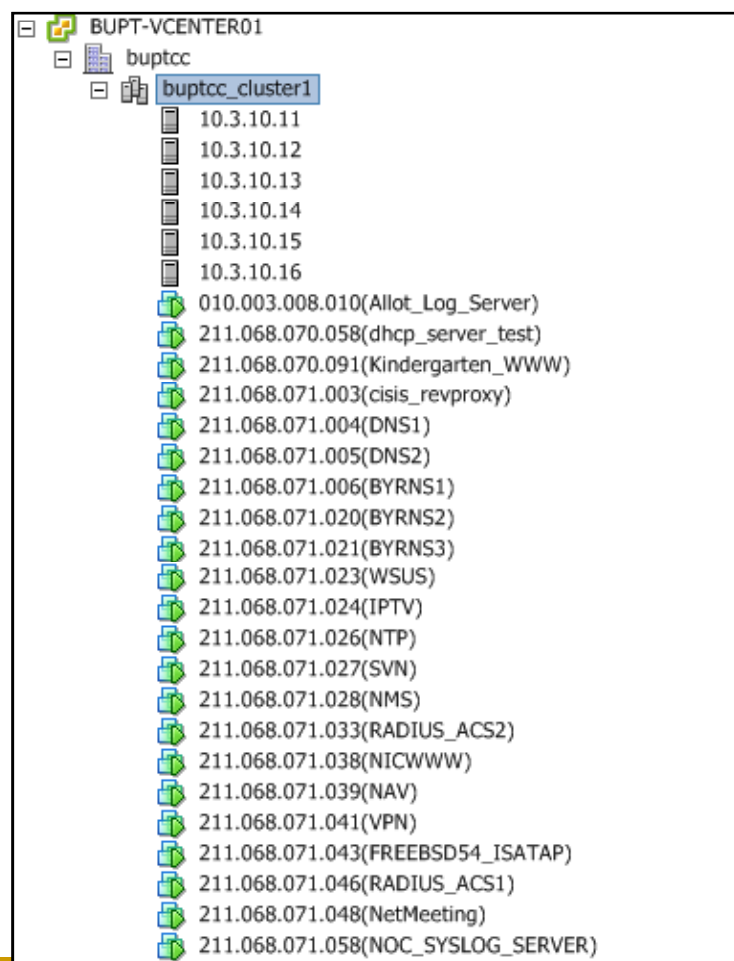 BUPT-VCENTER01
buptcc
buptcc_cluster1
10.3.10.11
10.3.10.12
10.3.10.13
10.3.10.14
10.3.10.15
10.3.10.16
010.003.008.010(Allot_Log_Server)
211.068.070.058(dhcp_server_test)
211.068.070.091(Kindergarten_WWW)
211.068.071.003(cisis_revproxy)
211.068.071.004(DNS1)
211.068.071.005(DNS2)
211.068.071.006(BYRNS1)
211.068.071.020(BYRNS2)
211.068.071.021(BYRNS3)
211.068.071.023(WSUS)
211.068.071.024(IPTV)
211.068.071.026(NTP)
211.068.071.027(SVN)
211.068.071.028(NMS)
211.068.071.033(RADIUS_ACS2)
211.068.071.038(NICWWW)
211.068.071.039(NAV)
211.068.071.041(VPN)
211.068.071.043(FREEBSD54_ISATAP)
211.068.071.046(RADIUS_ACS1)
211.068.071.048(NetMeeting)
211.068.071.058(NOC_SYSLOG_SERVER)